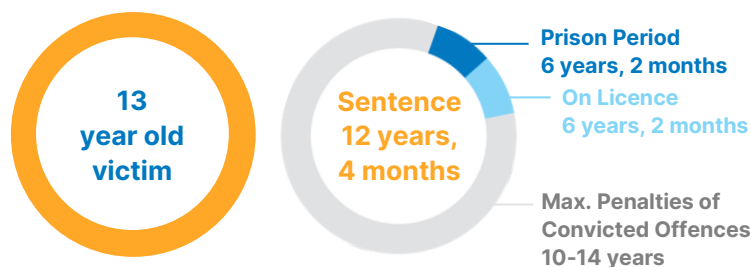 13
year old
victim
Sentence
12 years,
4 months
Prison Period
6 years, 2 months
On Licence
6 years, 2 months
Max. Penalties of
Convicted Offences
10-14 years